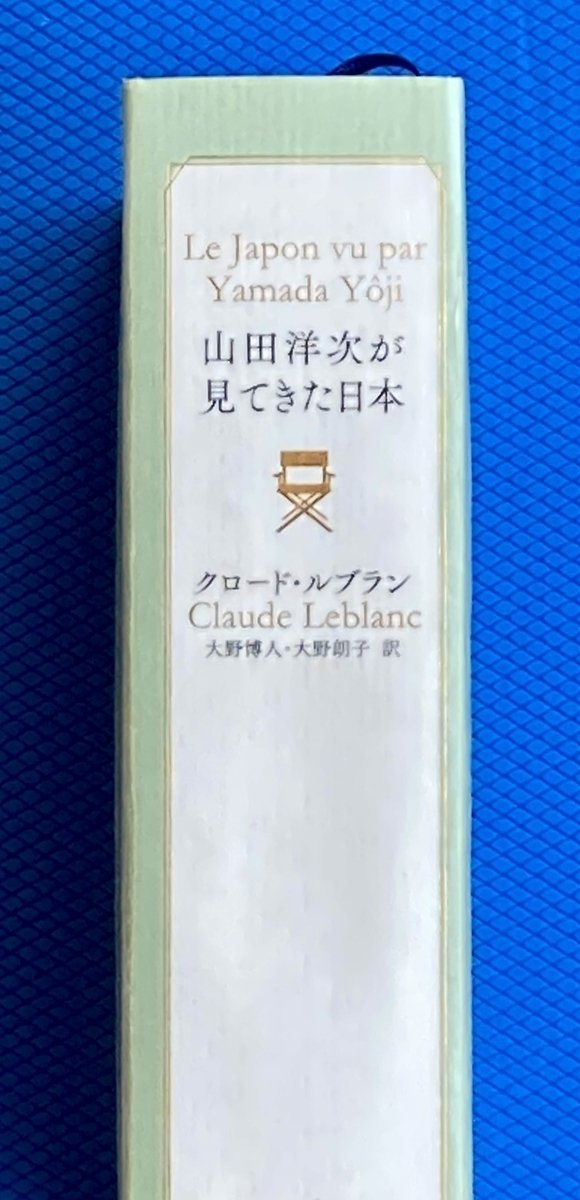 Le Japon vu par
Yamada Yôji
山田洋次が
見てきた日本
クロード・ルブラン
Claude Leblanc
大野博人・大野朗子 訳